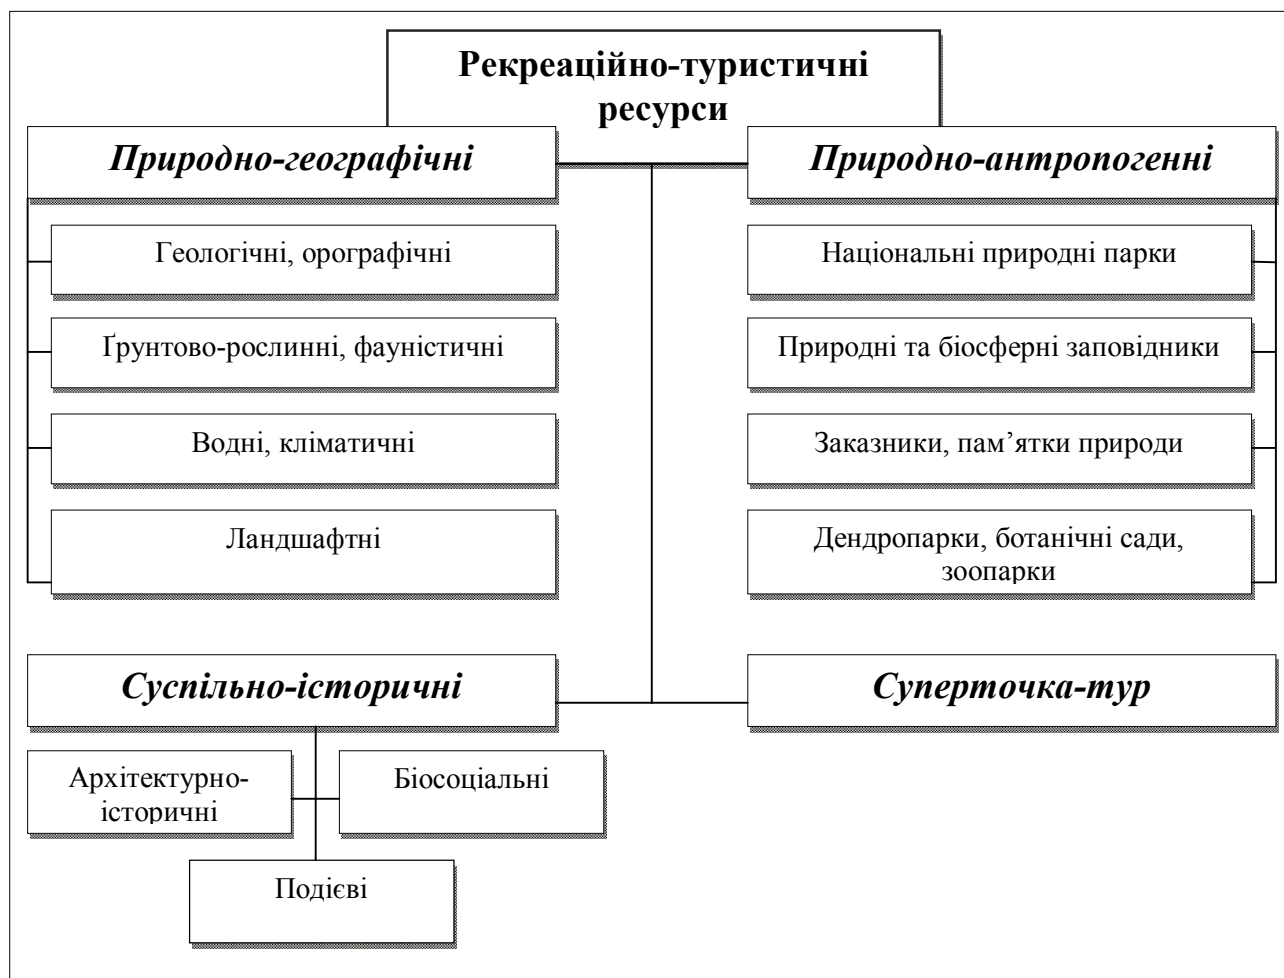 Рекреаційно-туристичні
ресурси
Природно-географічні
Природно-антропогенні
Геологічні, орографічні
Національні природні парки
Ґрунтово-рослинні, фауністичні
Природні та біосферні заповідники
Водні, кліматичні
Заказники, пам’ятки природи
Ландшафтні
Дендропарки, ботанічні сади,
зоопарки
Суспільно-історичні
Суперточка-тур
Архітектурно-
історичні
Біосоціальні
Подієві